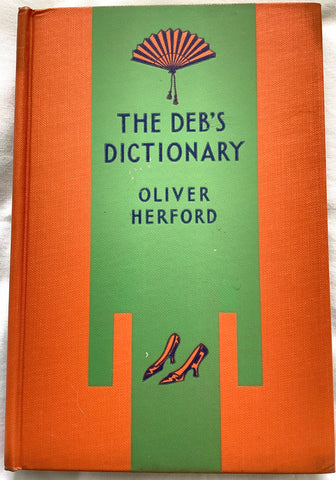 THE DEB'S
DICTIONARY
OLIVER
HERFORD